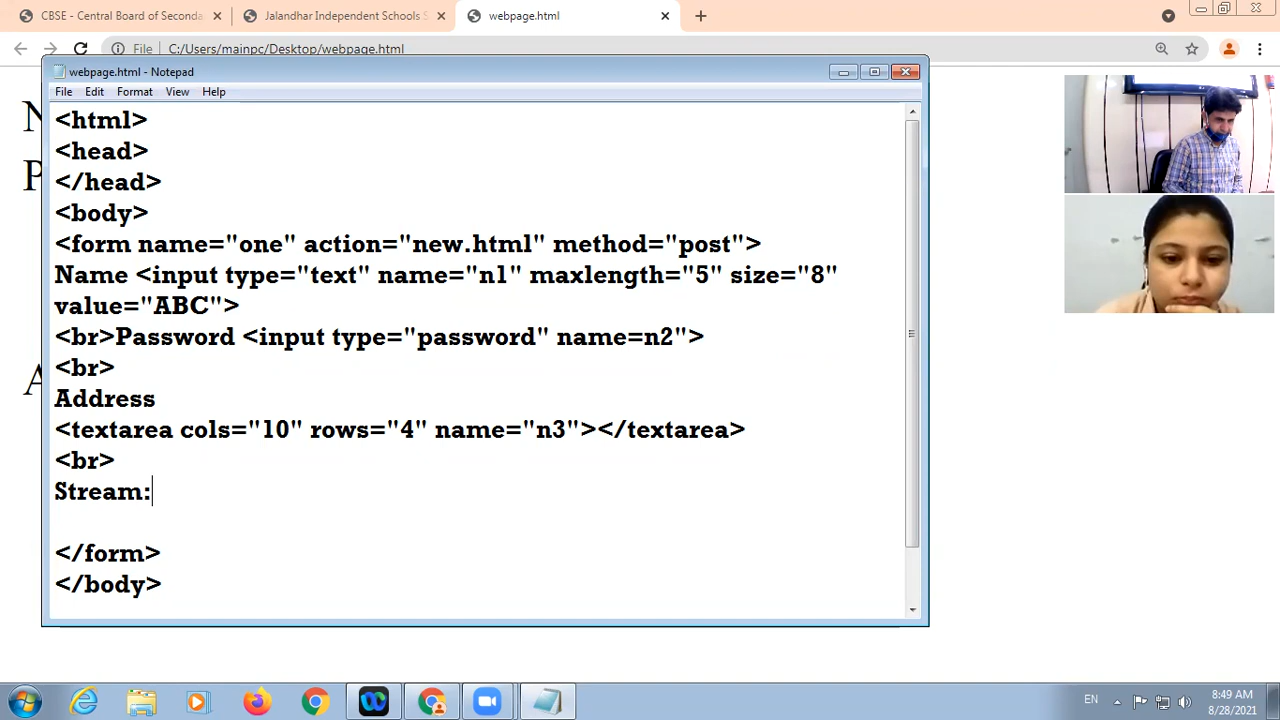 CBSE - Central Board of Seconda
Jalandhar Independent Schools S
webpage.html
File C:/Users/mainpc/Desktop/webpage.html
webpage.html - Notepad
File Edit Format View Help
<html>
<head>
</head>
<body>
<form name="one" action="new.html" method="post">
Name <input type="text" name="n1" maxlength="5" size="8"
value="ABC">
<br>Password <input type="password" name=n2">
<br>
Address
<textarea cols="10" rows="4" name="n3"></textarea>
<br>
Stream:
</form>
</body>
N
P
A
EN
8:49 AM
8/28/2021